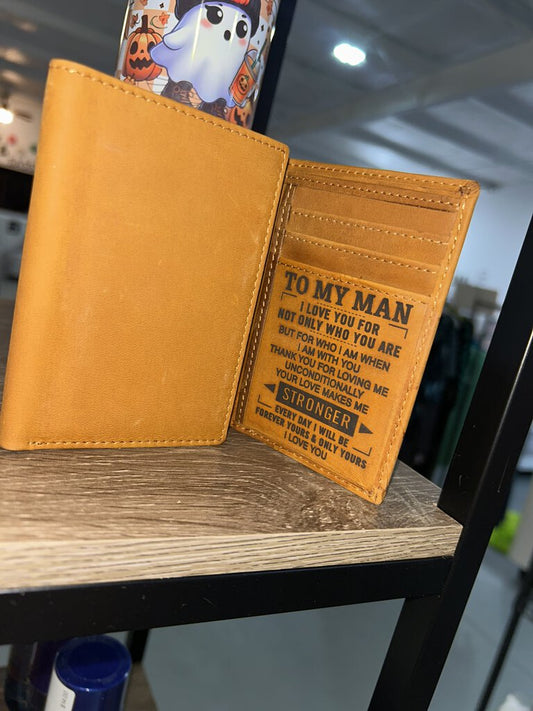 TO MY MAN
I LOVE YOU FOR
NOT ONLY WHO YOU ARE
BUT FOR WHO I AM WHEN
I AM WITH YOU
THANK YOU FOR LOVING ME
UNCONDITIONALLY
YOUR LOVE MAKES ME
STRONGER
EVERY DAY I WILL BE
FOREVER YOURS & ONLY YOURS
I LOVE YOU